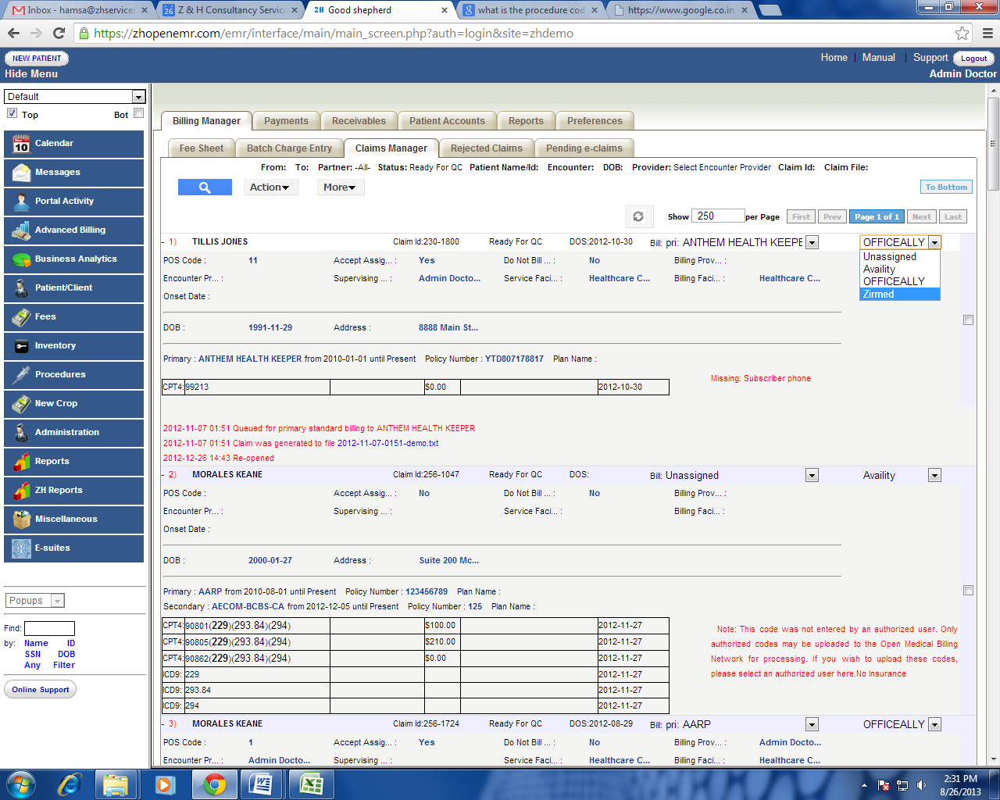 Inbox - hamsa@zhservices
Z & H Consultancy Servic
Good shepherd
what is the procedure cod
https://www.google.co.in
https://zhopenemr.com/emr/interface/main/main_screen.php?auth=login&site=zhdemo
NEW PATIENT
Home | Manual | Support Logout
Hide Menu
Admin Doctor
Default
Top Bot
Calendar
Messages
Portal Activity
Advanced Billing
Business Analytics
Patient/Client
Fees
Inventory
Procedures
New Crop
Administration
Reports
ZH Reports
Miscellaneous
E-suites
Popups
Find:
by: Name ID
SSN DOB
Any Filter
Online Support
Billing Manager Payments Receivables Patient Accounts Reports Preferences
Fee Sheet Batch Charge Entry Claims Manager Rejected Claims Pending e-claims
From: To: Partner: -All- Status: Ready For QC Patient Name/Id: Encounter: DOB: Provider: Select Encounter Provider Claim Id: Claim File:
Action More To Bottom
Show 250 per Page First Prev Page 1 of 1 Next Last
- 1) TILLIS JONES Claim Id:230-1800 Ready For QC DOS:2012-10-30 Bill: pri: ANTHEM HEALTH KEEPE OFFICEALLY
Unassigned
Availity
OFFICEALLY
Zirmed
POS Code : 11 Accept Assig... : Yes Do Not Bill ... : No Billing Prov... :
Encounter Pr... : Supervising ... : Admin Docto... Service Faci... : Healthcare C... Billing Faci... : Healthcare C...
Onset Date :
DOB : 1991-11-29 Address : 8888 Main St...
Primary : ANTHEM HEALTH KEEPER from 2010-01-01 until Present Policy Number : YTD807178817 Plan Name :
Missing: Subscriber phone
CPT4: 99213 $0.00 2012-10-30
2012-11-07 01:51 Queued for primary standard billing to ANTHEM HEALTH KEEPER
2012-11-07 01:51 Claim was generated to file 2012-11-07-0151-demo.txt
2012-12-26 14:43 Re-opened
- 2) MORALES KEANE Claim Id:256-1047 Ready For QC DOS: Bill: Unassigned Availity
POS Code : Accept Assig... : No Do Not Bill ... : No Billing Prov... :
Encounter Pr... : Supervising ... : Service Faci... : Billing Faci... :
Onset Date :
DOB : 2000-01-27 Address : Suite 200 Mc...
Primary : AARP from 2010-08-01 until Present Policy Number : 123456789 Plan Name :
Secondary : AECOM-BCBS-CA from 2012-12-05 until Present Policy Number : 125 Plan Name :
CPT4: 90801(229)(293.84)(294) $100.00 2012-11-27
CPT4: 90805(229)(293.84)(294) $210.00 2012-11-27
CPT4: 90862(229)(293.84)(294) $0.00 2012-11-27
ICD9: 229 2012-11-27
ICD9: 293.84 2012-11-27
ICD9: 294 2012-11-27
Note: This code was not entered by an authorized user. Only
authorized codes may be uploaded to the Open Medical Billing
Network for processing. If you wish to upload these codes,
please select an authorized user here.No Insurance
- 3) MORALES KEANE Claim Id:256-1724 Ready For QC DOS:2012-08-29 Bill: pri: AARP OFFICEALLY
POS Code : 1 Accept Assig... : Yes Do Not Bill ... : No Billing Prov... : Admin Docto...
Encounter Pr... : Admin Docto... Supervising ... : Service Faci... : Healthcare C... Billing Faci... : Healthcare C...
2:31 PM
8/26/2013